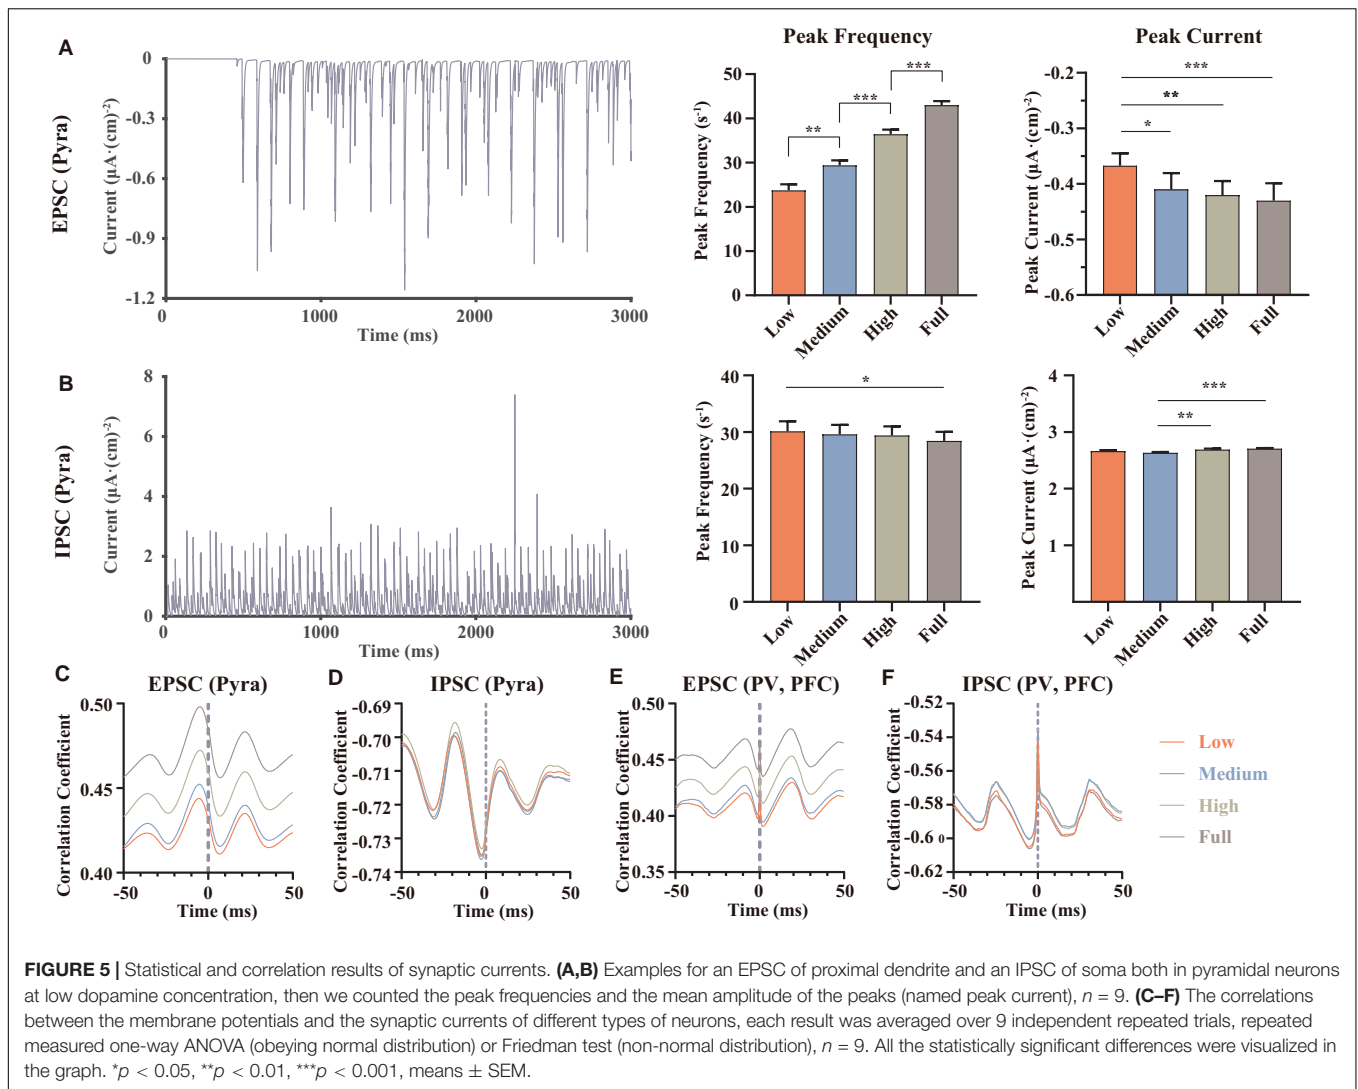 A
EPSC (Pyra)
Current (μA·(cm)-2)
0
-0.3
-0.6
-0.9
-1.2
0 1000 2000 3000
Time (ms)
Peak Frequency
Peak Frequency (s-1)
50
40
30
20
10
0
** *** ***
Low Medium High Full
Peak Current
Peak Current (μA·(cm)-2)
-0.2
-0.3
-0.4
-0.5
-0.6
***
**
*
Low Medium High Full
B
IPSC (Pyra)
Current (μA·(cm)-2)
8
6
4
2
0
0 1000 2000 3000
Time (ms)
Peak Frequency (s-1)
40
30
20
10
0
*
Low Medium High Full
Peak Current (μA·(cm)-2)
4
3
2
1
***
**
Low Medium High Full
C
EPSC (Pyra)
Correlation Coefficient
0.50
0.45
0.40
-50 0 50
Time (ms)
D
IPSC (Pyra)
Correlation Coefficient
-0.69
-0.70
-0.71
-0.72
-0.73
-0.74
-50 0 50
Time (ms)
E
EPSC (PV, PFC)
Correlation Coefficient
0.50
0.45
0.40
0.35
-50 0 50
Time (ms)
F
IPSC (PV, PFC)
Correlation Coefficient
-0.52
-0.54
-0.56
-0.58
-0.60
-0.62
-50 0 50
Time (ms)
Low
Medium
High
Full
FIGURE 5 | Statistical and correlation results of synaptic currents. (A,B) Examples for an EPSC of proximal dendrite and an IPSC of soma both in pyramidal neurons
at low dopamine concentration, then we counted the peak frequencies and the mean amplitude of the peaks (named peak current), n = 9. (C–F) The correlations
between the membrane potentials and the synaptic currents of different types of neurons, each result was averaged over 9 independent repeated trials, repeated
measured one-way ANOVA (obeying normal distribution) or Friedman test (non-normal distribution), n = 9. All the statistically significant differences were visualized in
the graph. *p < 0.05, **p < 0.01, ***p < 0.001, means ± SEM.